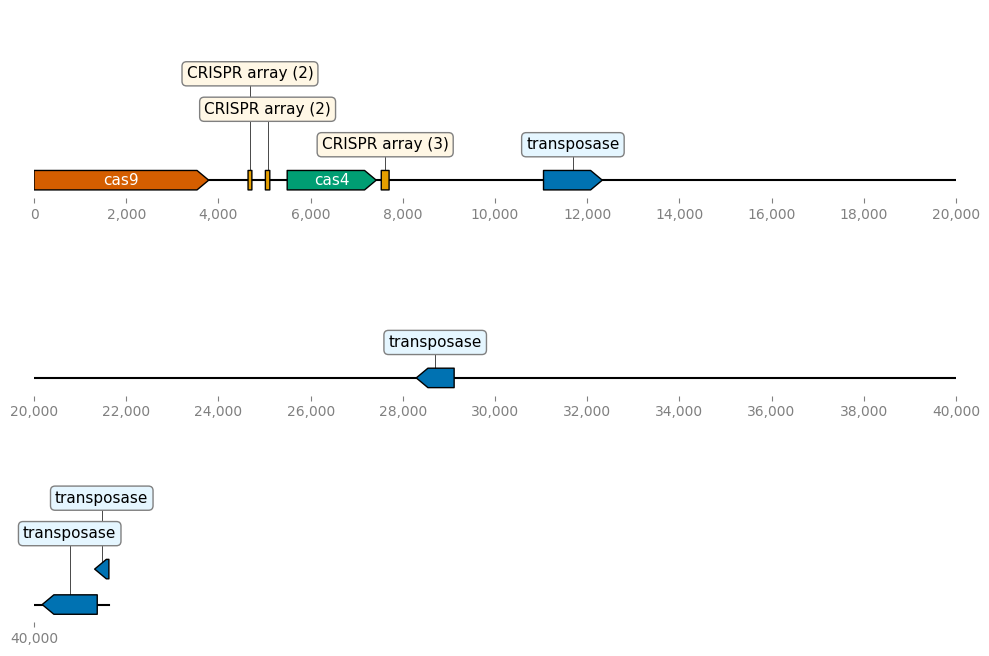 CRISPR array (2)
CRISPR array (2)
CRISPR array (3)
transposase
cas9
cas4
0 2,000 4,000 6,000 8,000 10,000 12,000 14,000 16,000 18,000 20,000
transposase
20,000 22,000 24,000 26,000 28,000 30,000 32,000 34,000 36,000 38,000 40,000
transposase
transposase
40,000